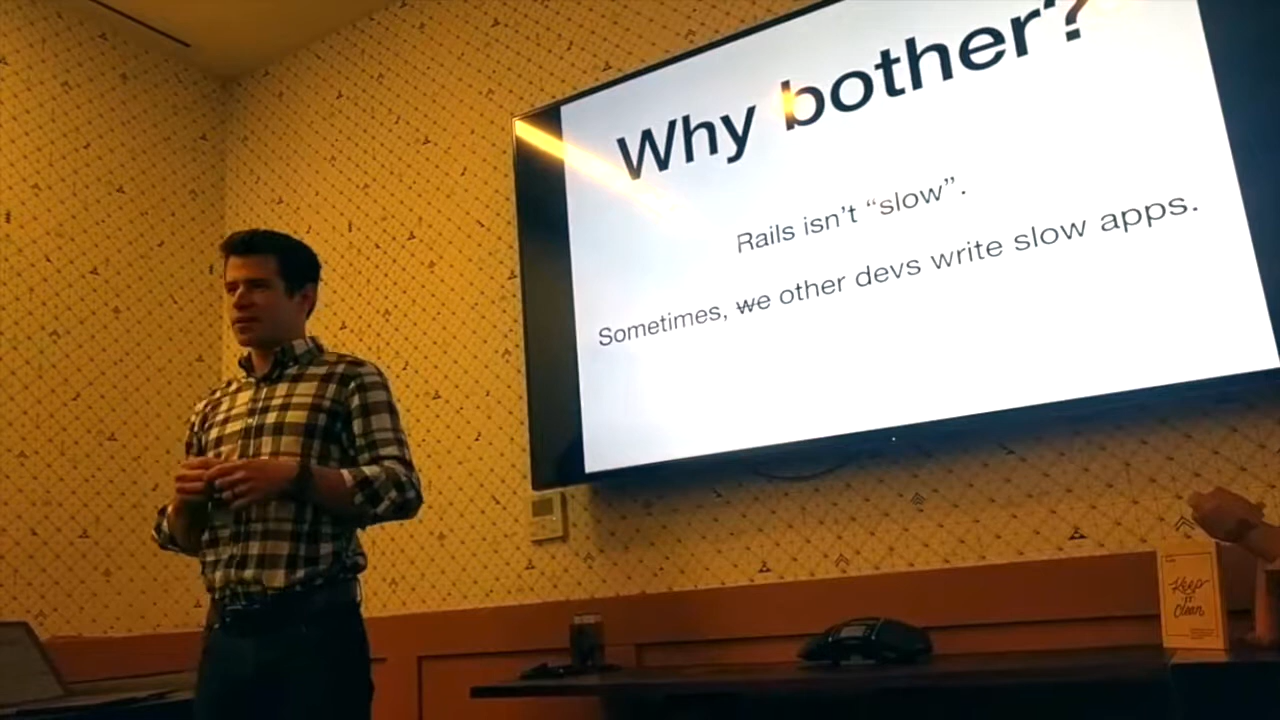 Why bother?
Rails isn't “slow”.
Sometimes, we other devs write slow apps.
Keep
IT
Clean